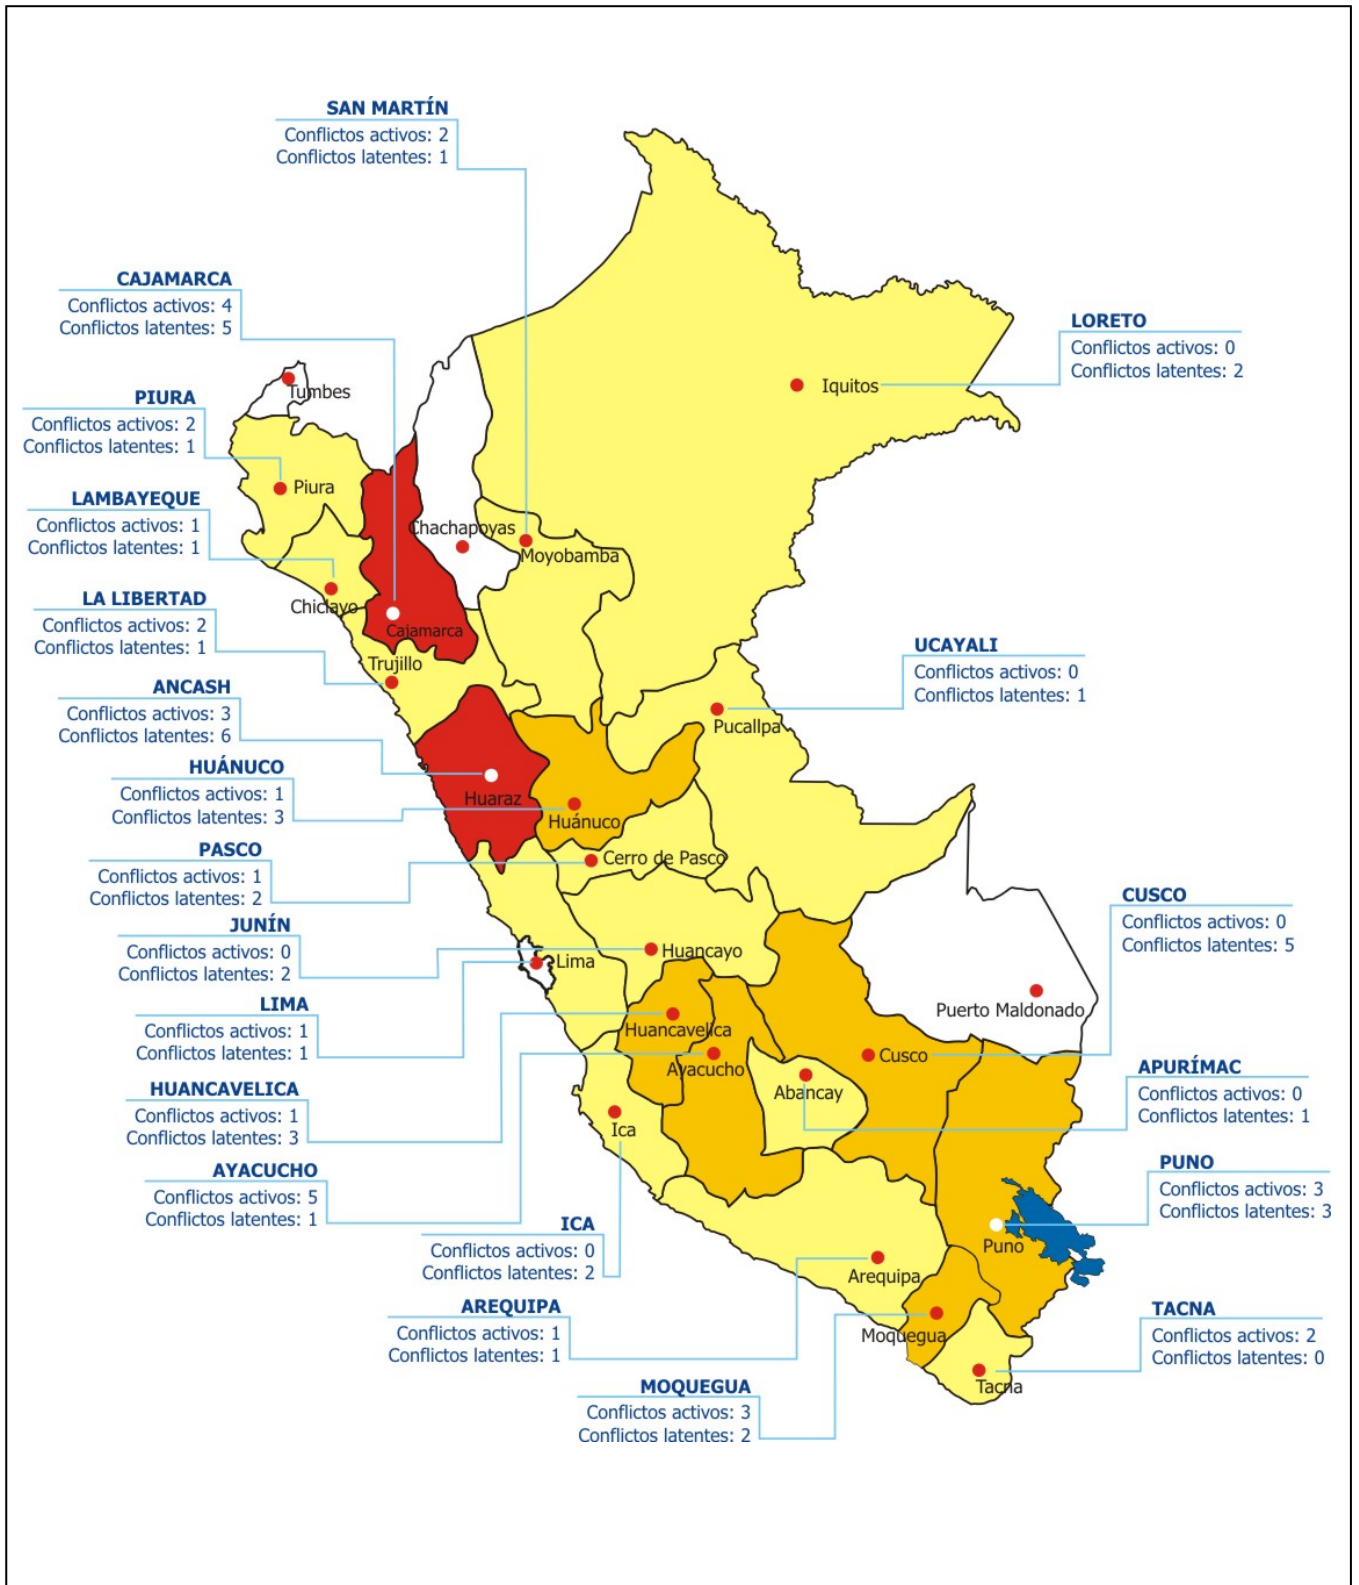 SAN MARTÍN
Conflictos activos: 2
Conflictos latentes: 1
CAJAMARCA
Conflictos activos: 4
Conflictos latentes: 5
PIURA
Conflictos activos: 2
Conflictos latentes: 1
LAMBAYEQUE
Conflictos activos: 1
Conflictos latentes: 1
LA LIBERTAD
Conflictos activos: 2
Conflictos latentes: 1
ANCASH
Conflictos activos: 3
Conflictos latentes: 6
HUÁNUCO
Conflictos activos: 1
Conflictos latentes: 3
PASCO
Conflictos activos: 1
Conflictos latentes: 2
JUNÍN
Conflictos activos: 0
Conflictos latentes: 2
LIMA
Conflictos activos: 1
Conflictos latentes: 1
HUANCAVELICA
Conflictos activos: 1
Conflictos latentes: 3
AYACUCHO
Conflictos activos: 5
Conflictos latentes: 1
ICA
Conflictos activos: 0
Conflictos latentes: 2
AREQUIPA
Conflictos activos: 1
Conflictos latentes: 1
MOQUEGUA
Conflictos activos: 3
Conflictos latentes: 2
LORETO
Conflictos activos: 0
Conflictos latentes: 2
UCAYALI
Conflictos activos: 0
Conflictos latentes: 1
CUSCO
Conflictos activos: 0
Conflictos latentes: 5
APURÍMAC
Conflictos activos: 0
Conflictos latentes: 1
PUNO
Conflictos activos: 3
Conflictos latentes: 3
TACNA
Conflictos activos: 2
Conflictos latentes: 0
Tumbes
Iquitos
Piura
Chachapoyas
Moyobamba
Chiclayo
Cajamarca
Trujillo
Pucallpa
Huaraz
Huánuco
Cerro de Pasco
Huancayo
Lima
Puerto Maldonado
Huancavelica
Ayacucho
Cusco
Abancay
Ica
Puno
Arequipa
Moquegua
Tacna